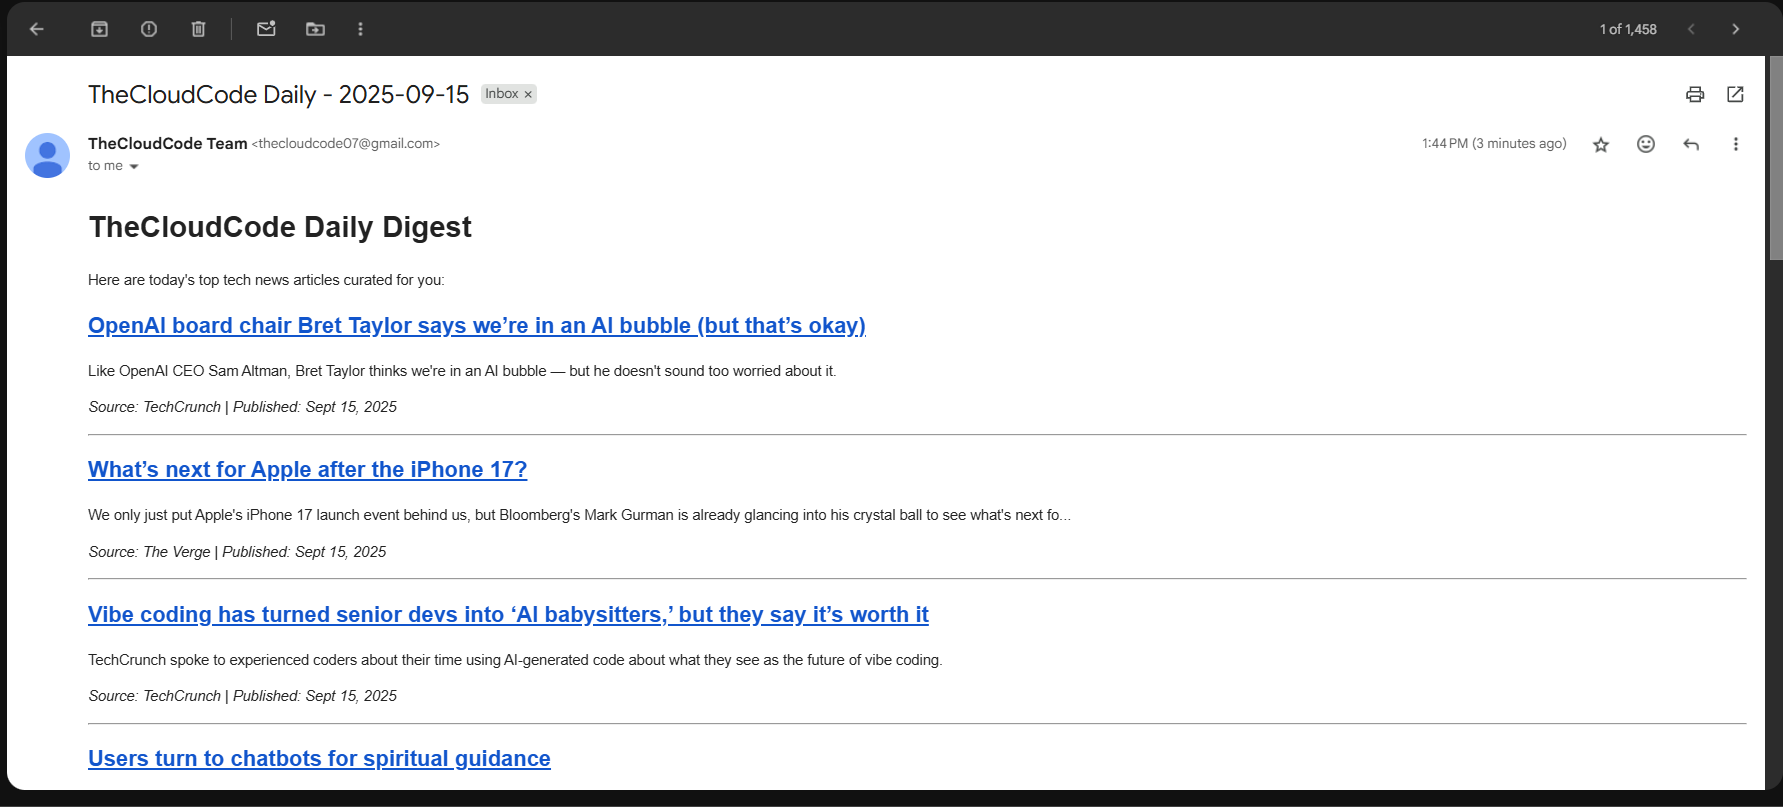 1 of 1,458
TheCloudCode Daily - 2025-09-15 Inbox ×
TheCloudCode Team <thecloudcode07@gmail.com> 1:44 PM (3 minutes ago)
to me
TheCloudCode Daily Digest
Here are today's top tech news articles curated for you:
OpenAI board chair Bret Taylor says we’re in an AI bubble (but that’s okay)
Like OpenAI CEO Sam Altman, Bret Taylor thinks we're in an AI bubble — but he doesn't sound too worried about it.
Source: TechCrunch | Published: Sept 15, 2025
What’s next for Apple after the iPhone 17?
We only just put Apple's iPhone 17 launch event behind us, but Bloomberg's Mark Gurman is already glancing into his crystal ball to see what's next fo...
Source: The Verge | Published: Sept 15, 2025
Vibe coding has turned senior devs into ‘AI babysitters,’ but they say it’s worth it
TechCrunch spoke to experienced coders about their time using AI-generated code about what they see as the future of vibe coding.
Source: TechCrunch | Published: Sept 15, 2025
Users turn to chatbots for spiritual guidance